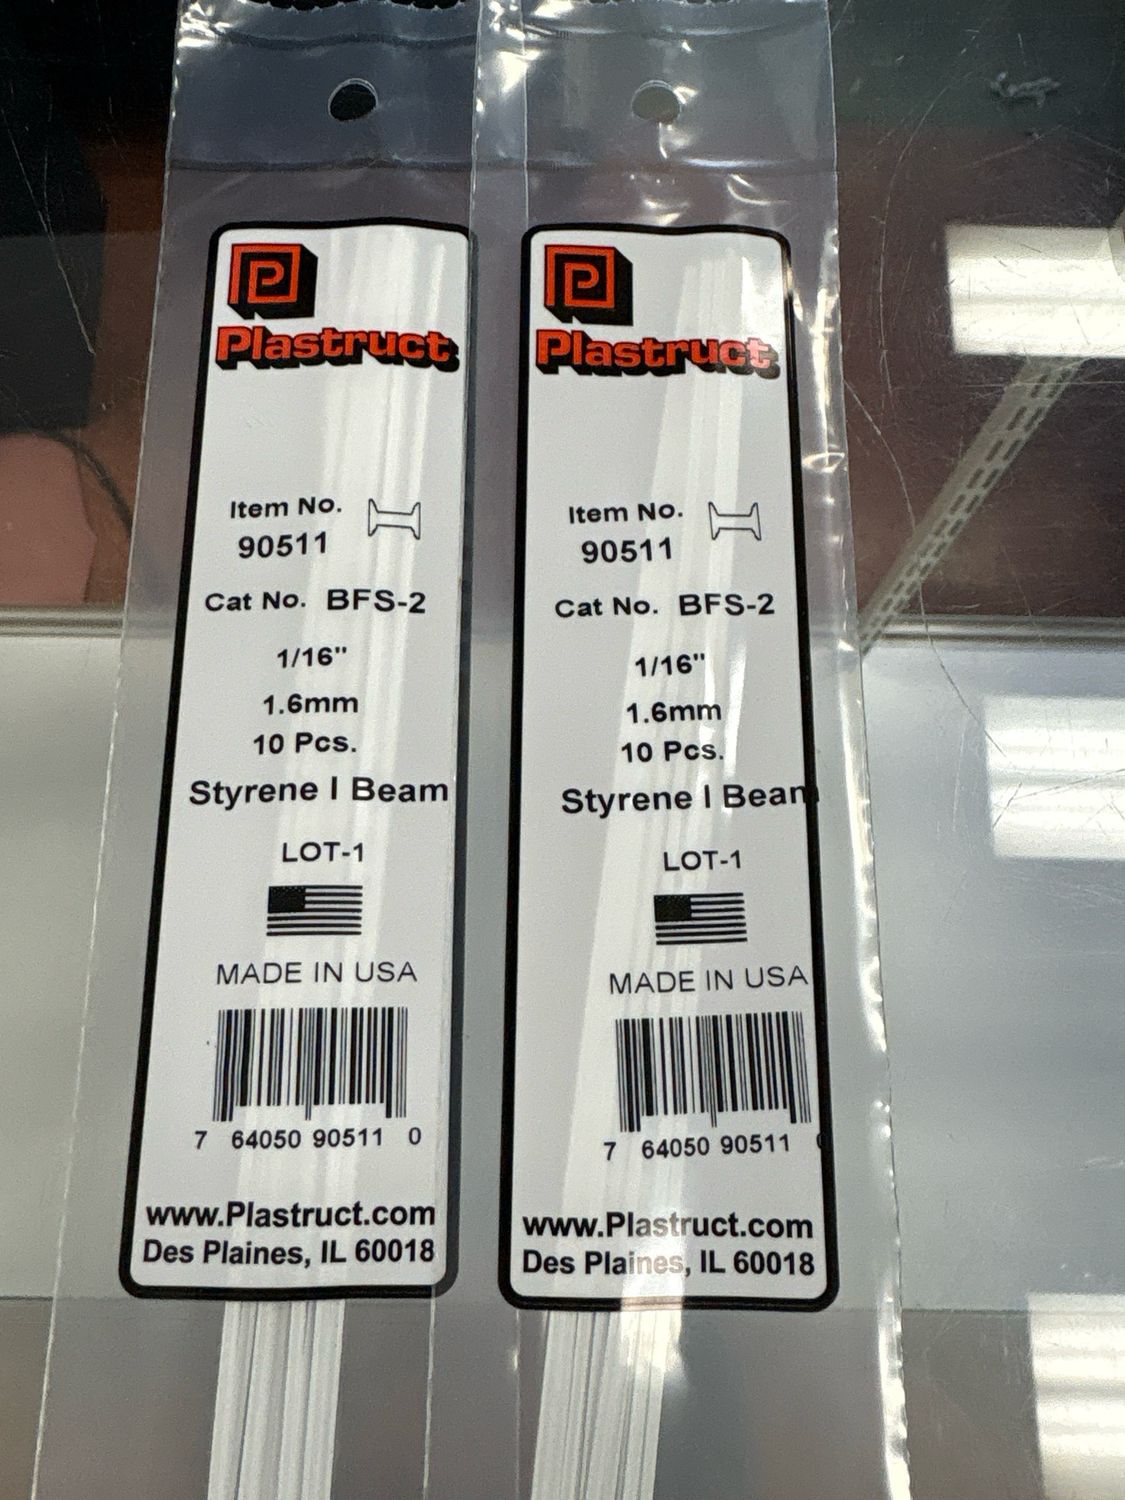 Plastruct
Item No.
90511
Cat No. BFS-2
1/16"
1.6mm
10 Pcs.
Styrene I Beam
LOT-1
MADE IN USA
7 64050 90511 0
www.Plastruct.com
Des Plaines, IL 60018
Plastruct
Item No.
90511
Cat No. BFS-2
1/16"
1.6mm
10 Pcs.
Styrene I Beam
LOT-1
MADE IN USA
7 64050 90511 0
www.Plastruct.com
Des Plaines, IL 60018